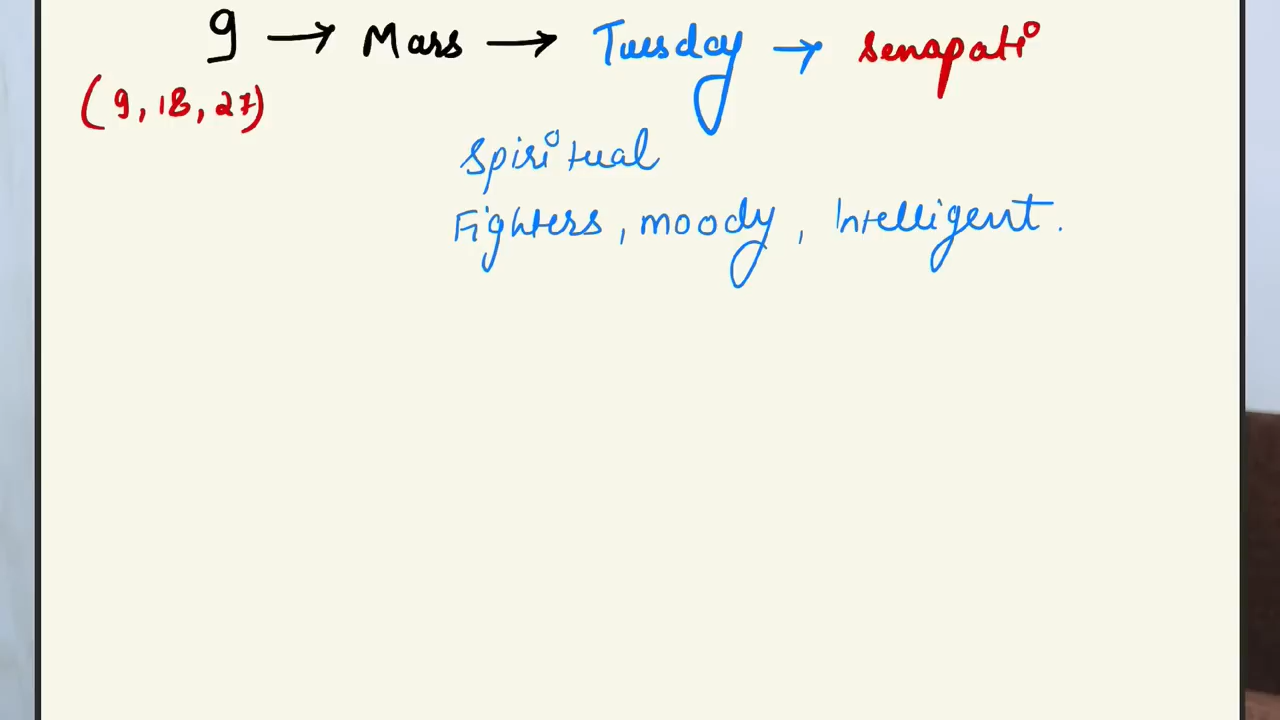 9 → Mars → Tuesday → Senapati
(9, 18, 27)
Spiritual
Fighters, moody, Intelligent.